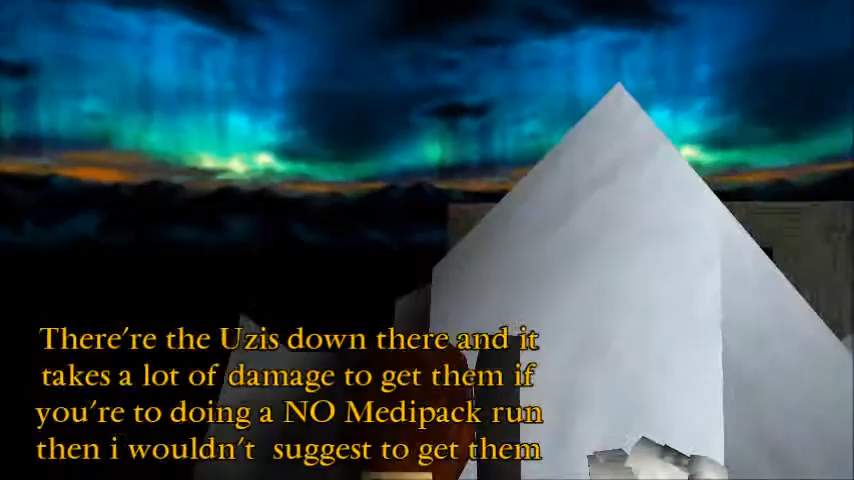 There're the Uzis down there and it
takes a lot of damage to get them if
you're to doing a NO Medipack run
then i wouldn't suggest to get them